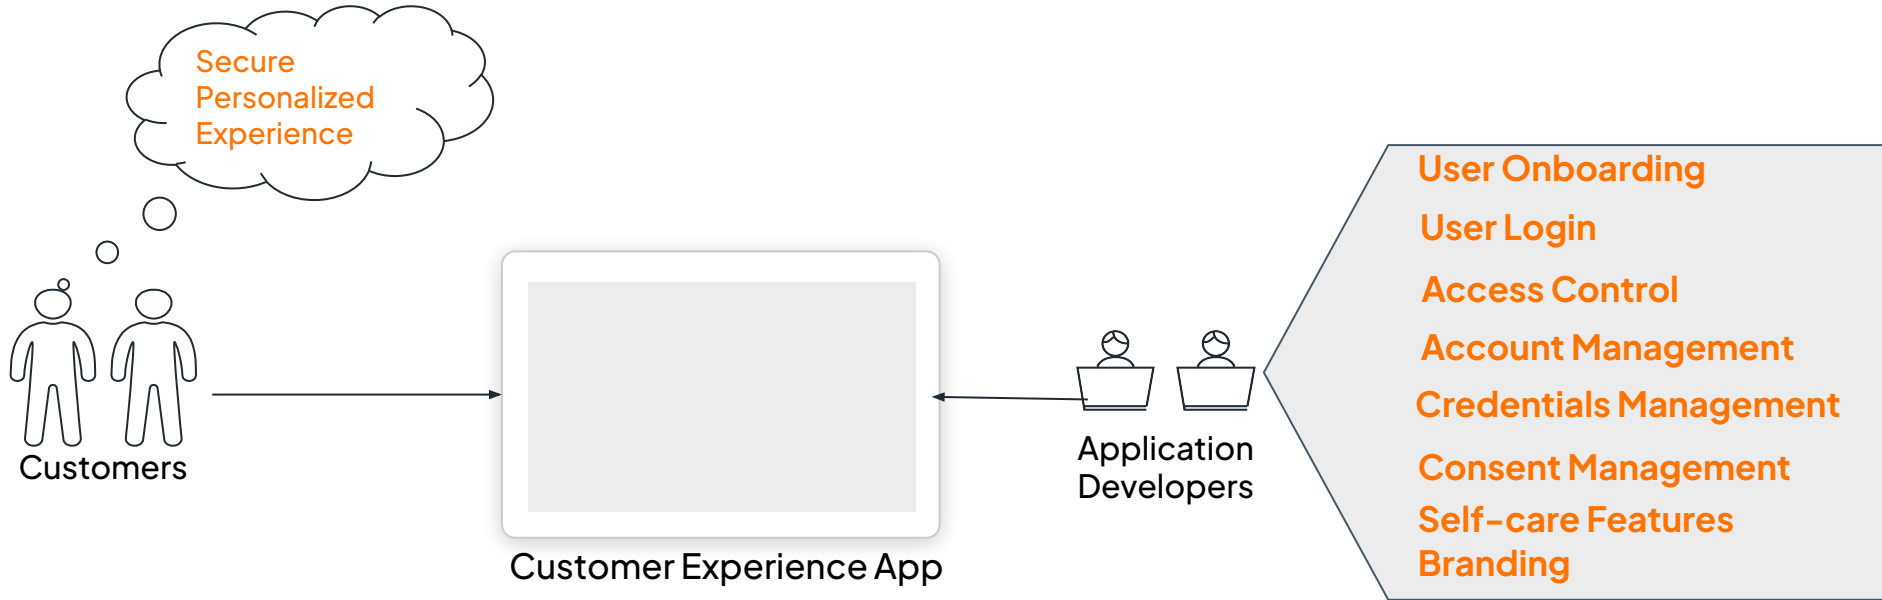 Secure
Personalized
Experience
Customers
Customer Experience App
Application
Developers
User Onboarding
User Login
Access Control
Account Management
Credentials Management
Consent Management
Self-care Features
Branding